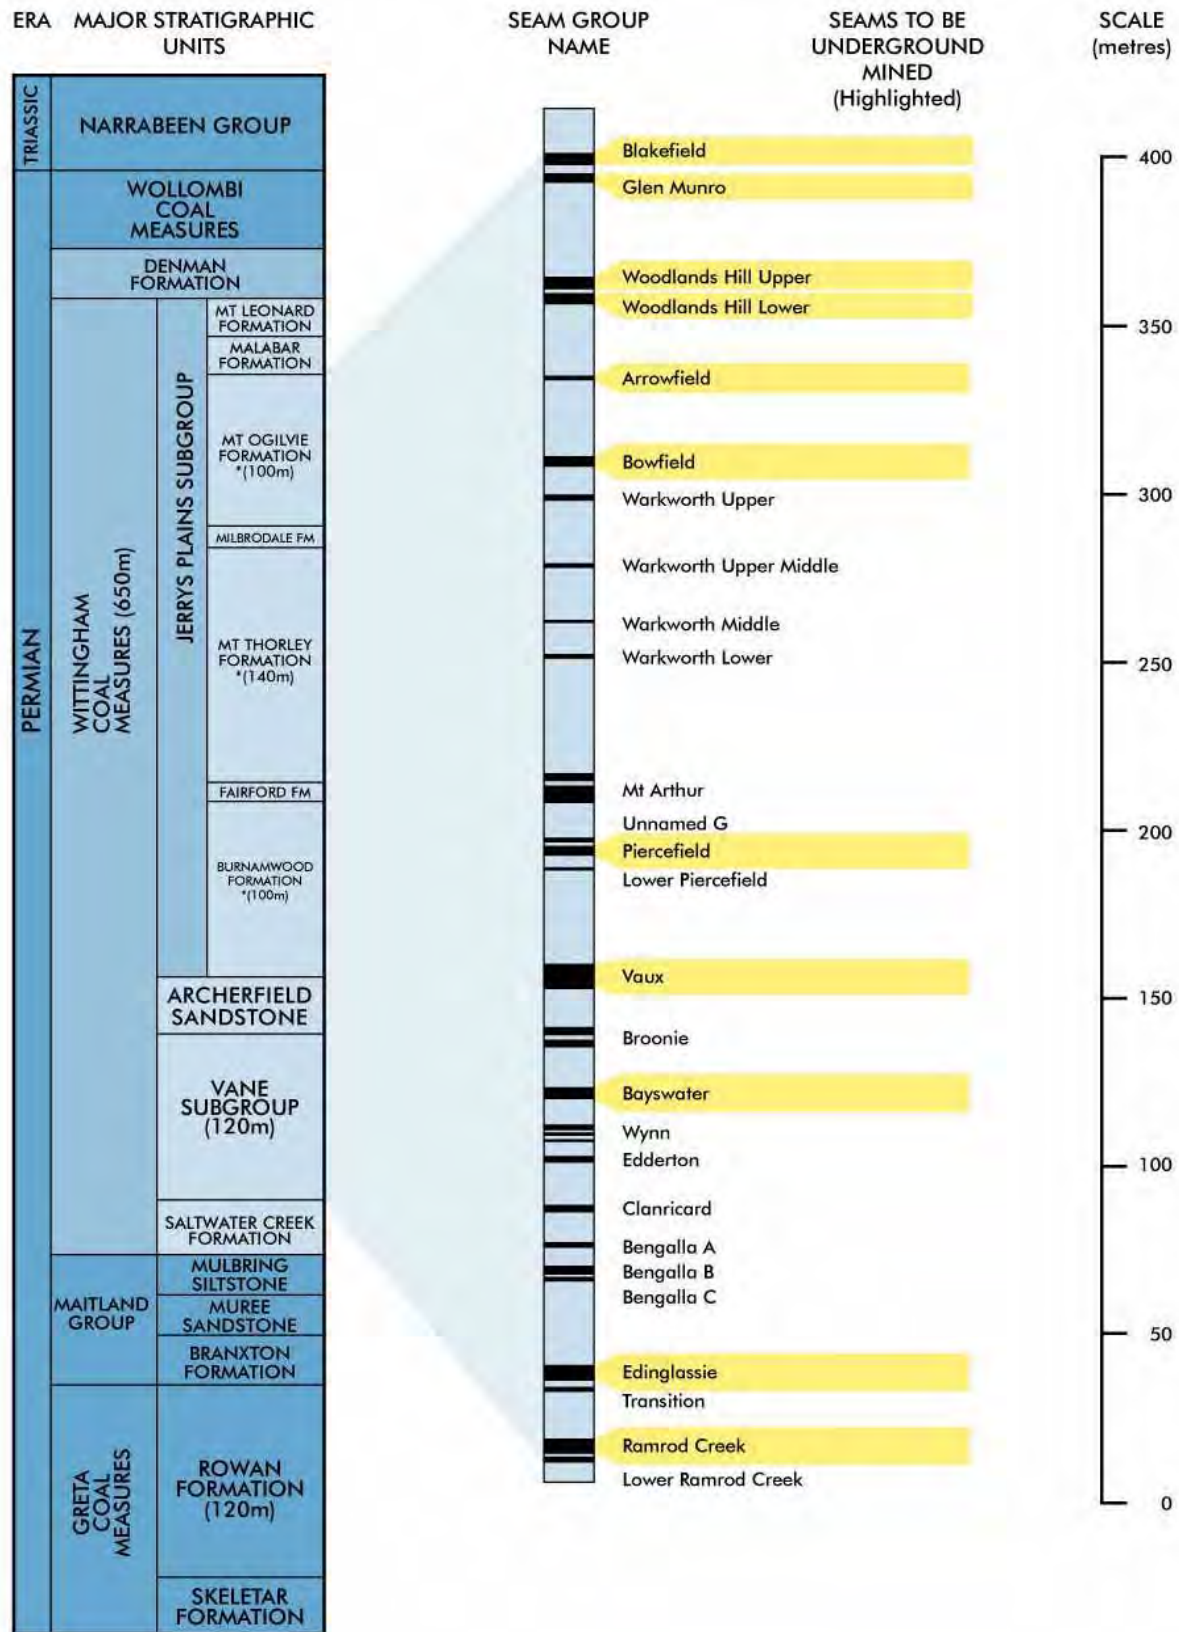 ERA
MAJOR STRATIGRAPHIC
UNITS
SEAM GROUP
NAME
SEAMS TO BE
UNDERGROUND
MINED
(Highlighted)
SCALE
(metres)
TRIASSIC
NARRABEEN GROUP
PERMIAN
WOLLOMBI
COAL
MEASURES
DENMAN
FORMATION
WITTINGHAM
COAL
MEASURES (650m)
JERRYS PLAINS SUBGROUP
MT LEONARD
FORMATION
MALABAR
FORMATION
MT OGILVIE
FORMATION
*(100m)
MILBRODALE FM
MT THORLEY
FORMATION
*(140m)
FAIRFORD FM
BURNAMWOOD
FORMATION
*(100m)
ARCHERFIELD
SANDSTONE
VANE
SUBGROUP
(120m)
SALTWATER CREEK
FORMATION
MAITLAND
GROUP
MULBRING
SILTSTONE
MUREE
SANDSTONE
BRANXTON
FORMATION
GRETA
COAL
MEASURES
ROWAN
FORMATION
(120m)
SKELETAR
FORMATION
Blakefield
Glen Munro
Woodlands Hill Upper
Woodlands Hill Lower
Arrowfield
Bowfield
Warkworth Upper
Warkworth Upper Middle
Warkworth Middle
Warkworth Lower
Mt Arthur
Unnamed G
Piercefield
Lower Piercefield
Vaux
Broonie
Bayswater
Wynn
Edderton
Clanricard
Bengalla A
Bengalla B
Bengalla C
Edinglassie
Transition
Ramrod Creek
Lower Ramrod Creek
400
350
300
250
200
150
100
50
0